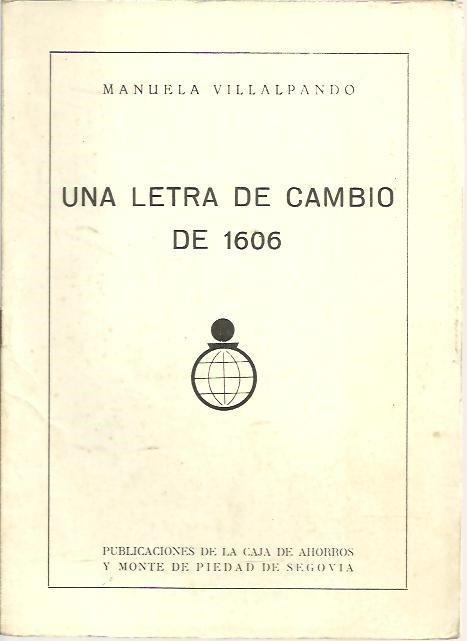 MANUELA VILLALPANDO
UNA LETRA DE CAMBIO
DE 1606
PUBLICACIONES DE LA CAJA DE AHORROS
Y MONTE DE PIEDAD DE SEGOVIA